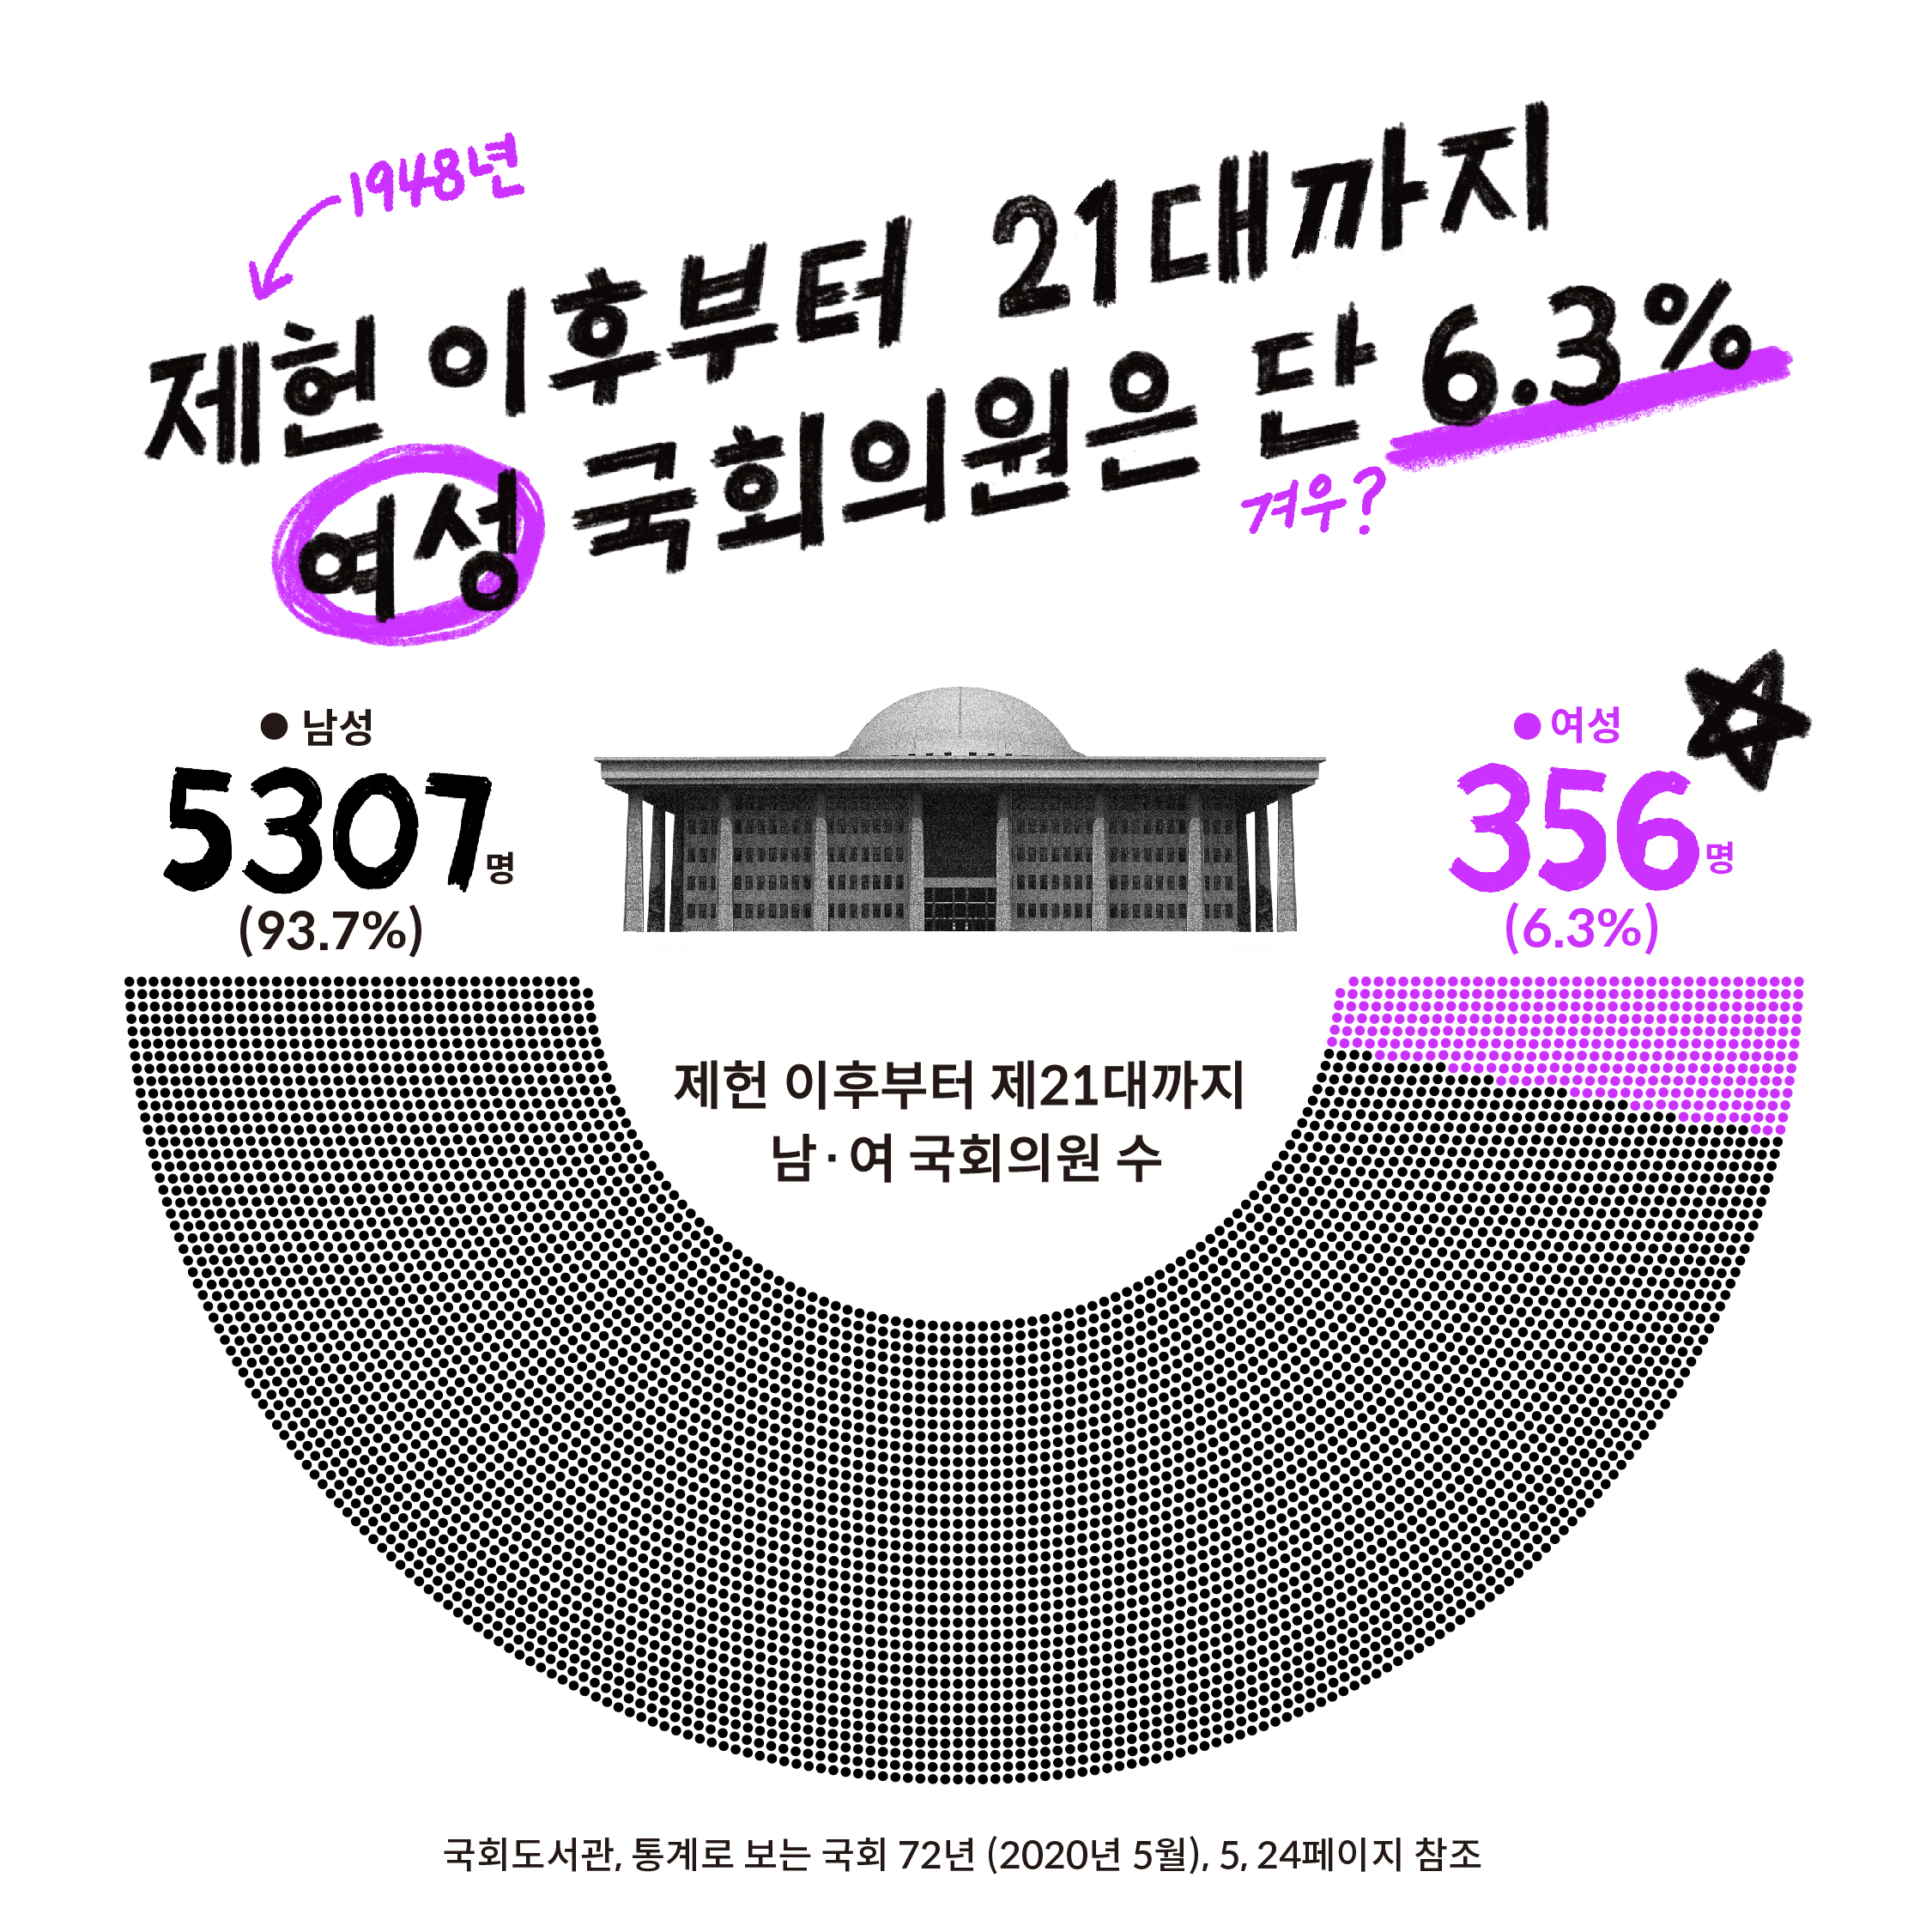 1948년
제헌 이후부터 21대까지
여성 국회의원은 단 6.3%
겨우?
남성
5307명
(93.7%)
여성
356명
(6.3%)
제헌 이후부터 제21대까지
남·여 국회의원 수
국회도서관, 통계로 보는 국회 72년 (2020년 5월), 5, 24페이지 참조